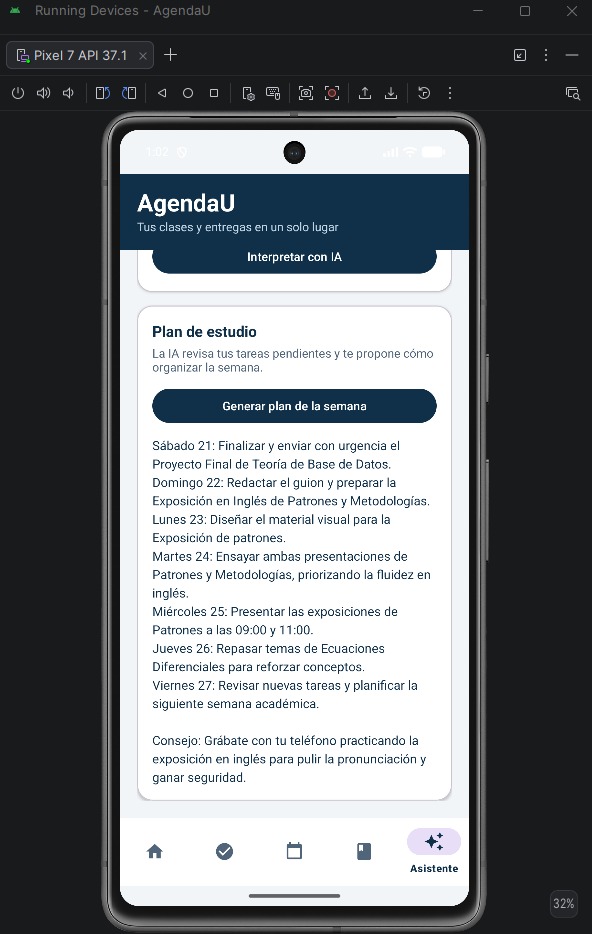 Running Devices - AgendaU
Pixel 7 API 37.1
1:02
AgendaU
Tus clases y entregas en un solo lugar
Interpretar con IA
Plan de estudio
La IA revisa tus tareas pendientes y te propone cómo
organizar la semana.
Generar plan de la semana
Sábado 21: Finalizar y enviar con urgencia el
Proyecto Final de Teoría de Base de Datos.
Domingo 22: Redactar el guion y preparar la
Exposición en Inglés de Patrones y Metodologías.
Lunes 23: Diseñar el material visual para la
Exposición de patrones.
Martes 24: Ensayar ambas presentaciones de
Patrones y Metodologías, priorizando la fluidez en
inglés.
Miércoles 25: Presentar las exposiciones de
Patrones a las 09:00 y 11:00.
Jueves 26: Repasar temas de Ecuaciones
Diferenciales para reforzar conceptos.
Viernes 27: Revisar nuevas tareas y planificar la
siguiente semana académica.
Consejo: Grábate con tu teléfono practicando la
exposición en inglés para pulir la pronunciación y
ganar seguridad.
Asistente
32%